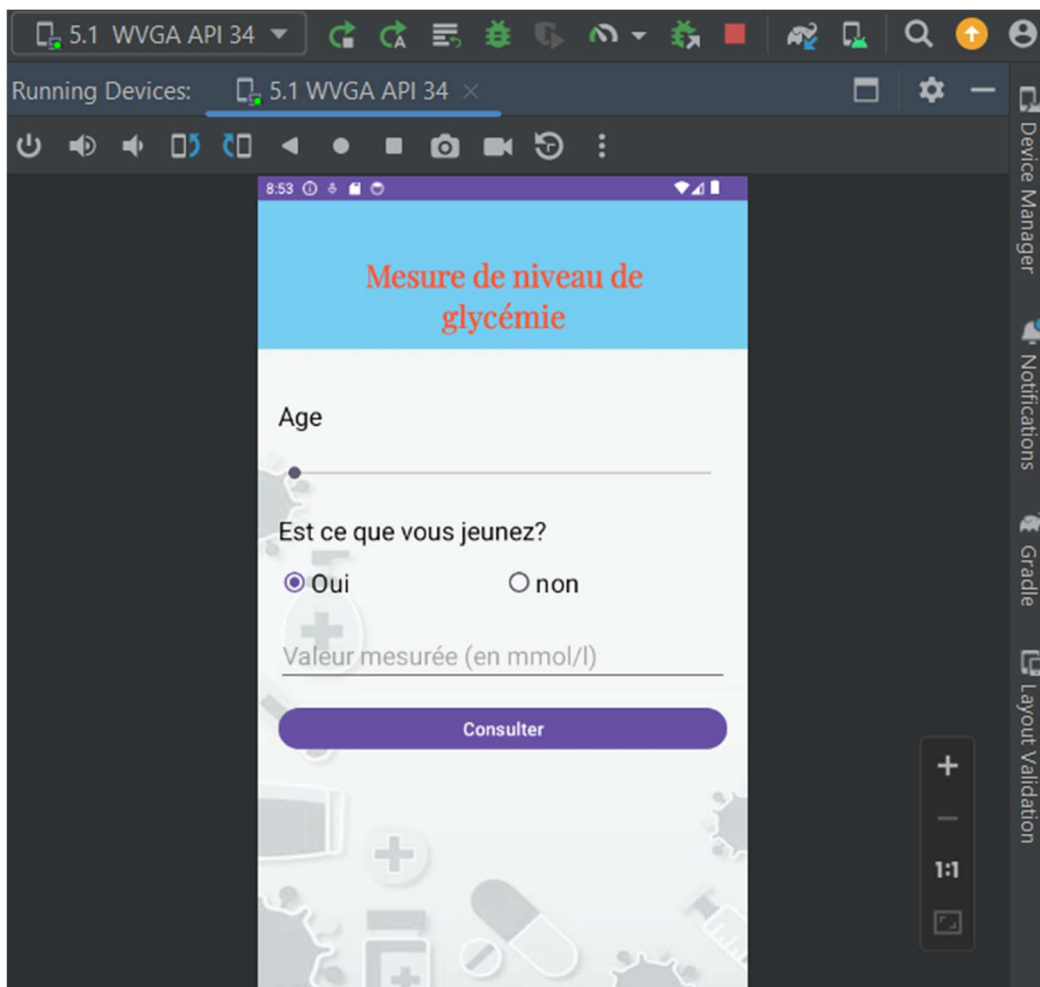 5.1 WVGA API 34
Running Devices:
5.1 WVGA API 34
8:53
Mesure de niveau de
glycémie
Age
Est ce que vous jeunez?
Oui
non
Valeur mesurée (en mmol/l)
Consulter
1:1
Device Manager
Notifications
Gradle
Layout Validation